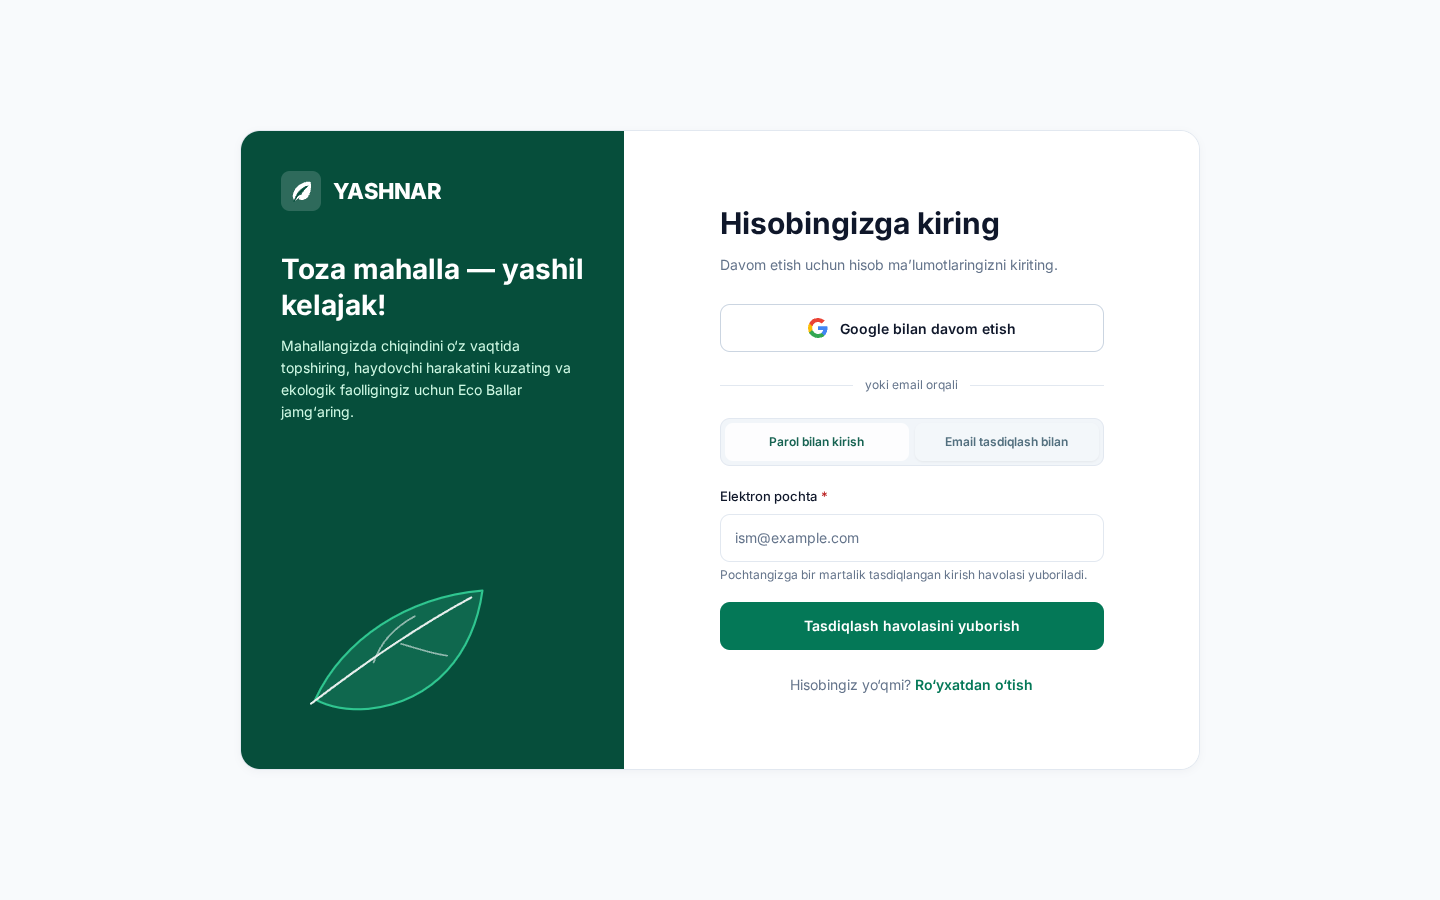 YASHNAR
Toza mahalla — yashil
kelajak!
Mahallangizda chiqindini o‘z vaqtida
topshiring, haydovchi harakatini kuzating va
ekologik faolligingiz uchun Eco Ballar
jamg‘aring.
Hisobingizga kiring
Davom etish uchun hisob ma’lumotlaringizni kiriting.
Google bilan davom etish
yoki email orqali
Parol bilan kirish
Email tasdiqlash bilan
Elektron pochta *
ism@example.com
Pochtangizga bir martalik tasdiqlangan kirish havolasi yuboriladi.
Tasdiqlash havolasini yuborish
Hisobingiz yo‘qmi? Ro‘yxatdan o‘tish